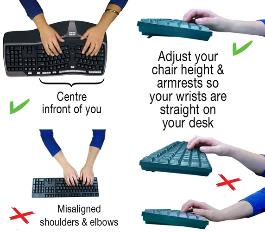 Centre
infront of you
Adjust your
chair height &
armrests so
your wrists are
straight on
your desk
Misaligned
shoulders & elbows